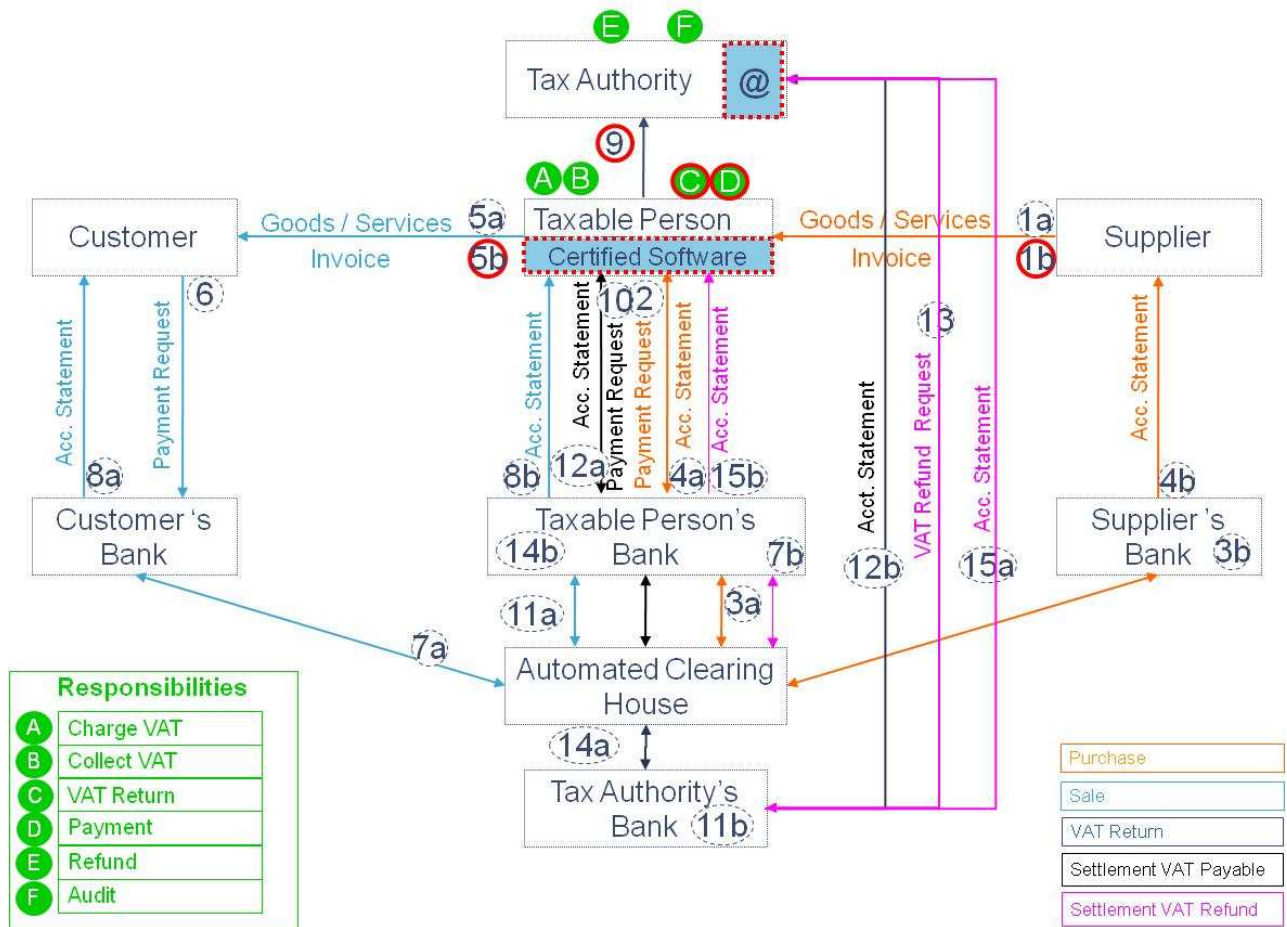 E
F
Tax Authority
@
9
A
B
C
D
Customer
Goods / Services
5a
Taxable Person
Goods / Services
1a
Supplier
Invoice
5b
Certified Software
Invoice
1b
6
10
2
13
Acc. Statement
Payment Request
Acc. Statement
Acc. Statement
Payment Request
Payment Request
Acc. Statement
Acc. Statement
Acct. Statement
VAT Refund Request
Acc. Statement
Acc. Statement
8a
8b
12a
4a
15b
4b
Customer 's
Bank
Taxable Person's
Bank
14b
7b
12b
15a
Supplier 's
Bank
3b
11a
3a
7a
Automated Clearing
House
14a
Tax Authority's
Bank
11b
Responsibilities
A Charge VAT
B Collect VAT
C VAT Return
D Payment
E Refund
F Audit
Purchase
Sale
VAT Return
Settlement VAT Payable
Settlement VAT Refund